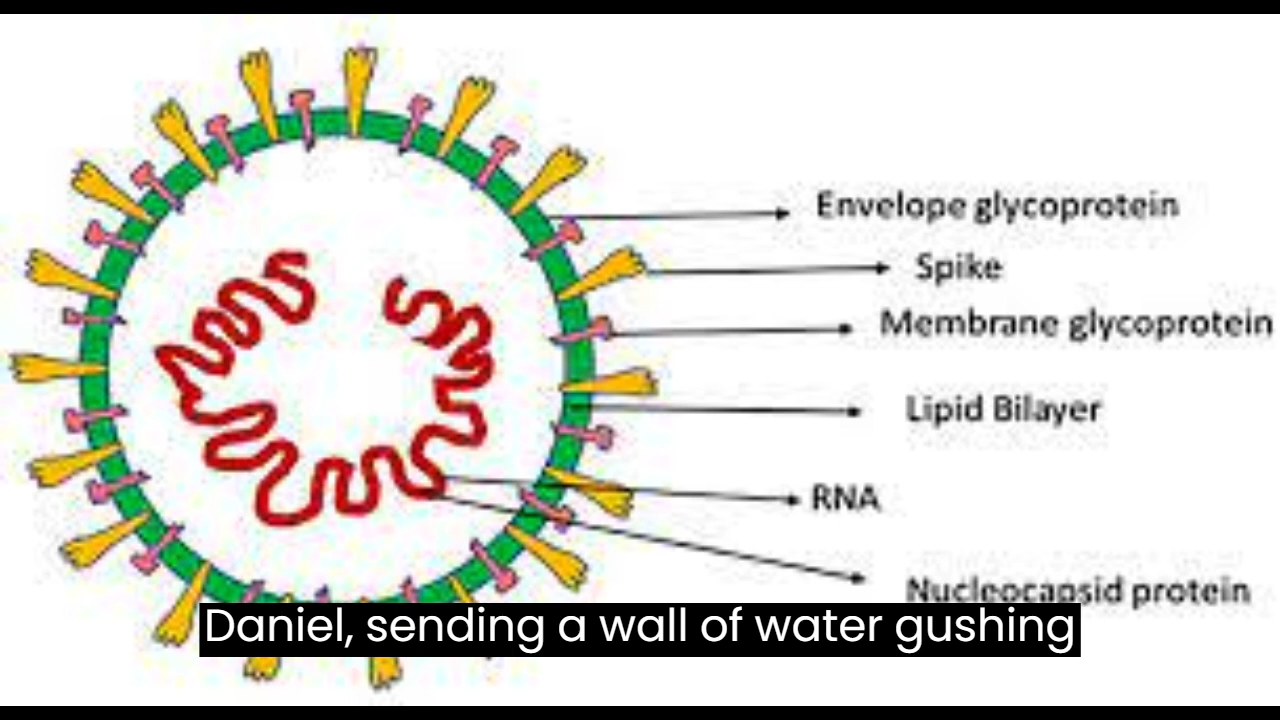 Envelope glycoprotein
Spike
Membrane glycoprotein
Lipid Bilayer
RNA
Nucleocapsid protein
Daniel, sending a wall of water gushing